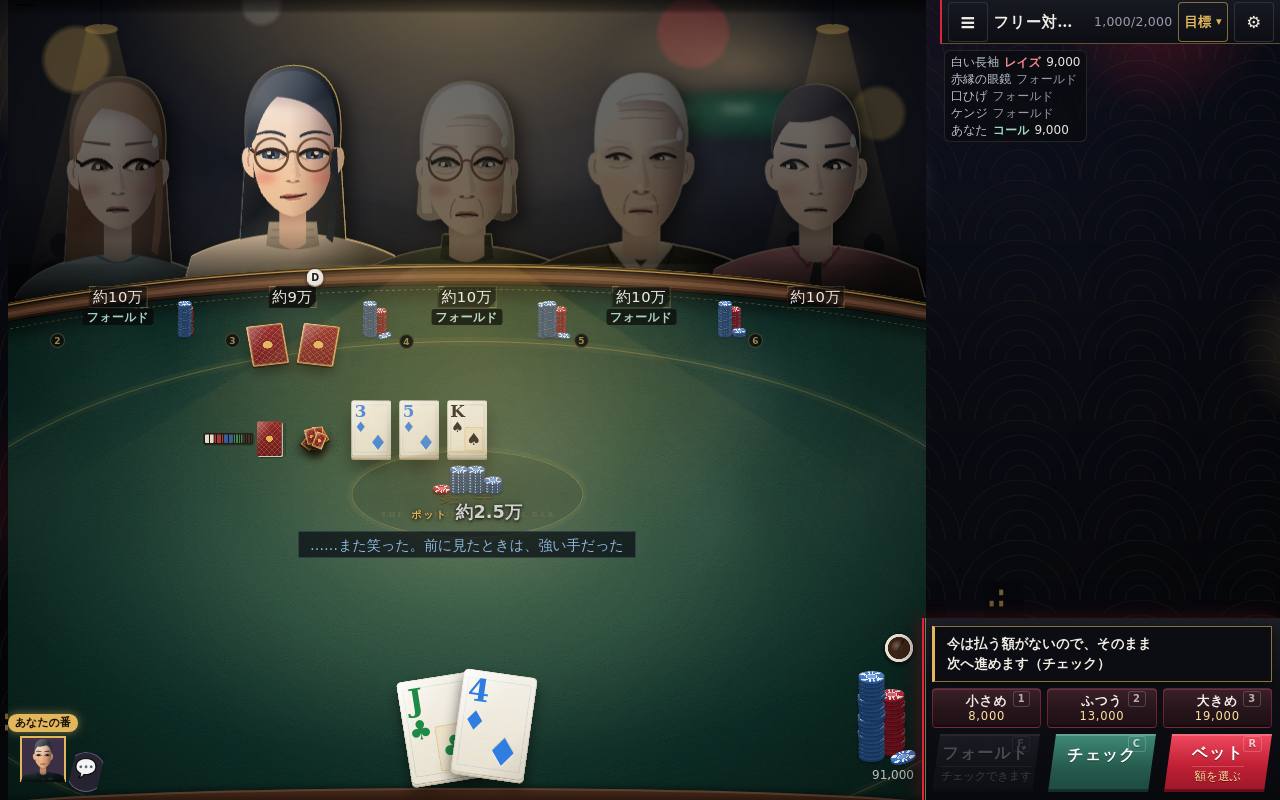 フリー対…
1,000/2,000
目標 ▾
白い長袖 レイズ 9,000
赤縁の眼鏡 フォールド
口ひげ フォールド
ケンジ フォールド
あなた コール 9,000
D
約10万
約9万
約10万
約10万
約10万
フォールド
フォールド
フォールド
2
3
4
5
6
3
5
K
ポット 約2.5万
……また笑った。前に見たときは、強い手だった
J
4
あなたの番
91,000
今は払う額がないので、そのまま
次へ進めます（チェック）
小さめ 1
8,000
ふつう 2
13,000
大きめ 3
19,000
フォールド F
チェックできます
チェック C
ベット R
額を選ぶ